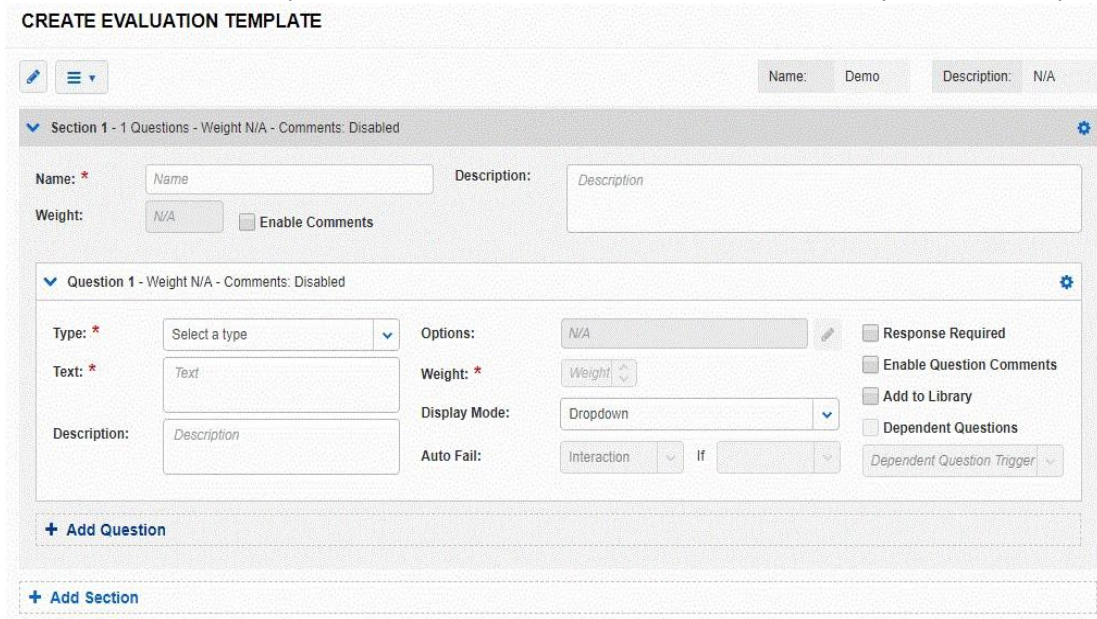 CREATE EVALUATION TEMPLATE
Name: Demo Description: N/A
Section 1 - 1 Questions - Weight N/A - Comments: Disabled
Name: * Name Description: Description
Weight: N/A Enable Comments
Question 1 - Weight N/A - Comments: Disabled
Type: * Select a type Options: N/A Response Required
Text: * Text Weight: * Weight Enable Question Comments
Add to Library
Display Mode: Dropdown
Description: Description Dependent Questions
Auto Fail: Interaction If Dependent Question Trigger
+ Add Question
+ Add Section